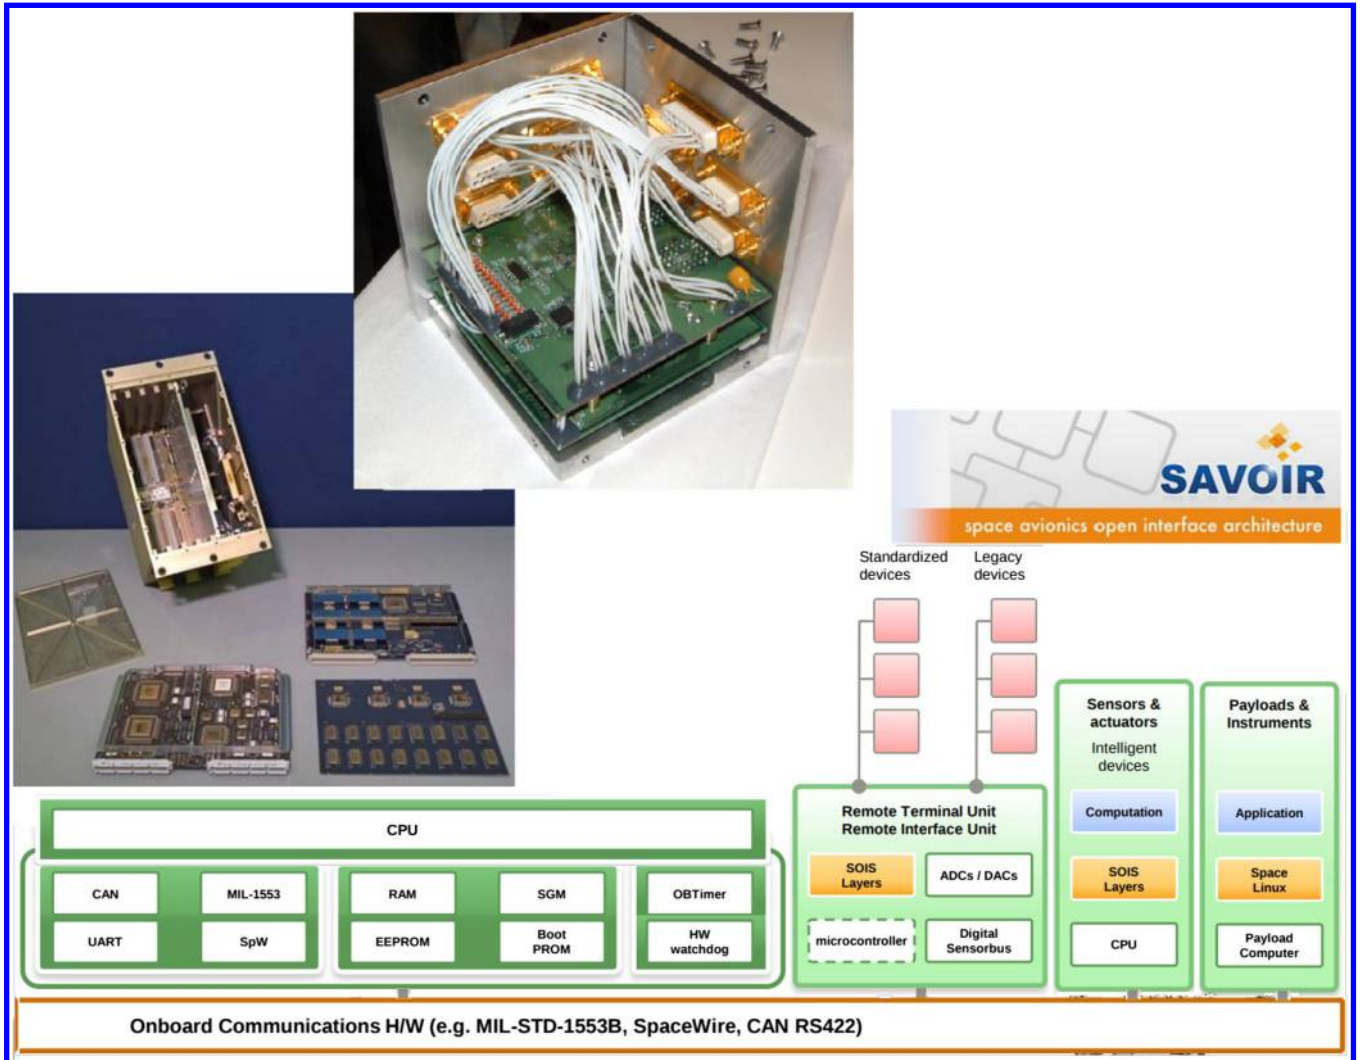 SAVOIR
space avionics open interface architecture
Standardized
devices
Legacy
devices
Sensors &
actuators
Intelligent
devices
Computation
SOIS
Layers
CPU
Payloads &
Instruments
Application
Space
Linux
Payload
Computer
Remote Terminal Unit
Remote Interface Unit
SOIS
Layers
ADCs / DACs
microcontroller
Digital
Sensorbus
CPU
CAN
MIL-1553
UART
SpW
RAM
SGM
EEPROM
Boot
PROM
OBTimer
HW
watchdog
Onboard Communications H/W (e.g. MIL-STD-1553B, SpaceWire, CAN RS422)